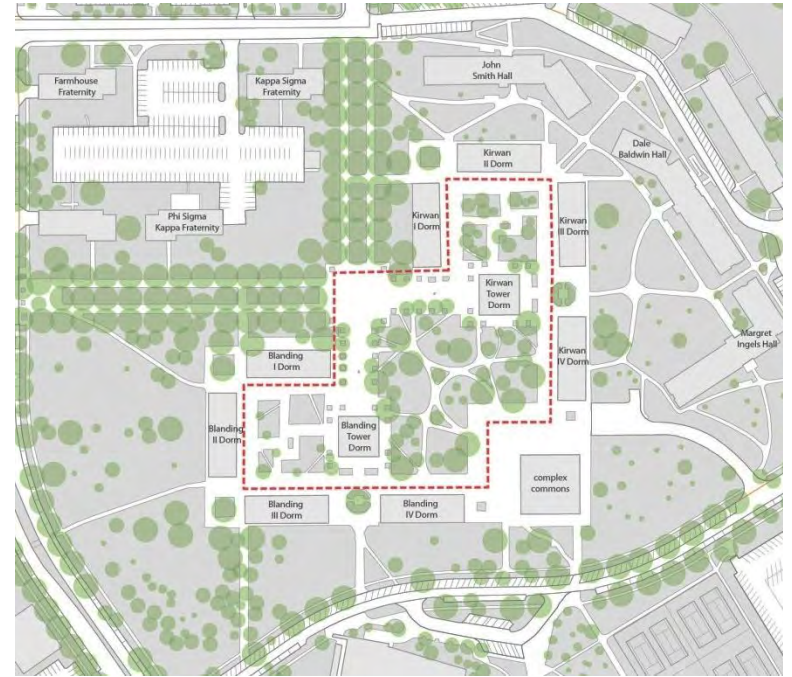 John
Smith Hall
Farmhouse
Fraternity
Kappa Sigma
Fraternity
Dale
Baldwin Hall
Kirwan
II Dorm
Kirwan
I Dorm
Kirwan
III Dorm
Phi Sigma
Kappa Fraternity
Kirwan
Tower
Dorm
Margret
Ingels Hall
Kirwan
IV Dorm
Blanding
I Dorm
Blanding
II Dorm
Blanding
Tower
Dorm
complex
commons
Blanding
III Dorm
Blanding
IV Dorm